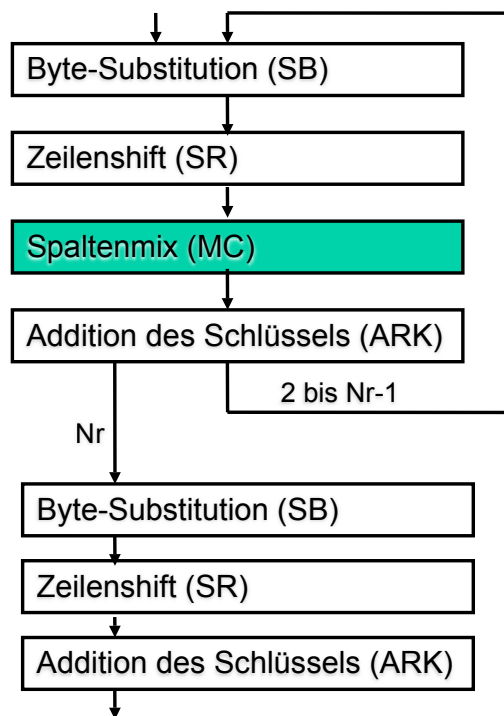 Byte-Substitution (SB)
Zeilenshift (SR)
Spaltenmix (MC)
Addition des Schlüssels (ARK)
2 bis Nr-1
Nr
Byte-Substitution (SB)
Zeilenshift (SR)
Addition des Schlüssels (ARK)